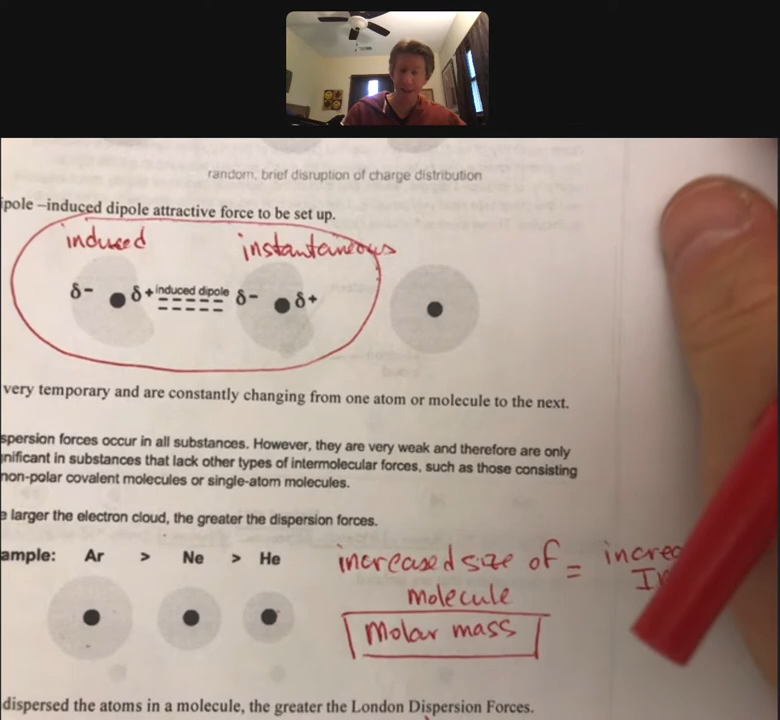 random, brief disruption of charge distribution
ipole –induced dipole attractive force to be set up.
induced instantaneous
δ- δ+ induced dipole δ- δ+
very temporary and are constantly changing from one atom or molecule to the next.
spersion forces occur in all substances. However, they are very weak and therefore are only
gnificant in substances that lack other types of intermolecular forces, such as those consisting
non-polar covalent molecules or single-atom molecules.
e larger the electron cloud, the greater the dispersion forces.
ample: Ar > Ne > He
increased size of = increa
molecule
Molar mass
dispersed the atoms in a molecule, the greater the London Dispersion Forces.